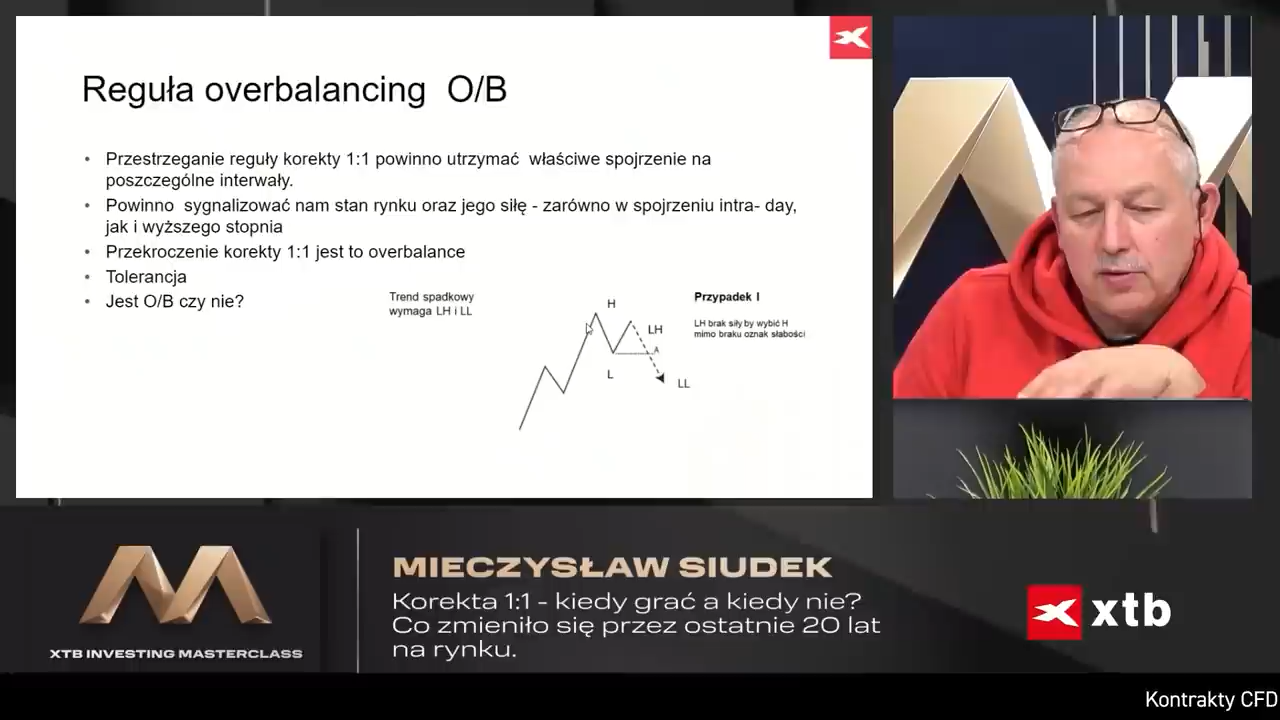 Reguła overbalancing O/B
• Przestrzeganie reguły korekty 1:1 powinno utrzymać właściwe spojrzenie na
poszczególne interwały.
• Powinno sygnalizować nam stan rynku oraz jego siłę - zarówno w spojrzeniu intra- day,
jak i wyższego stopnia
• Przekroczenie korekty 1:1 jest to overbalance
• Tolerancja
• Jest O/B czy nie?
Trend spadkowy
wymaga LH i LL
H
LH
A
L
LL
Przypadek I
LH brak siły by wybić H
mimo braku oznak słabości
XTB INVESTING MASTERCLASS
MIECZYSŁAW SIUDEK
Korekta 1:1 - kiedy grać a kiedy nie?
Co zmieniło się przez ostatnie 20 lat
na rynku.
xtb
Kontrakty CFD